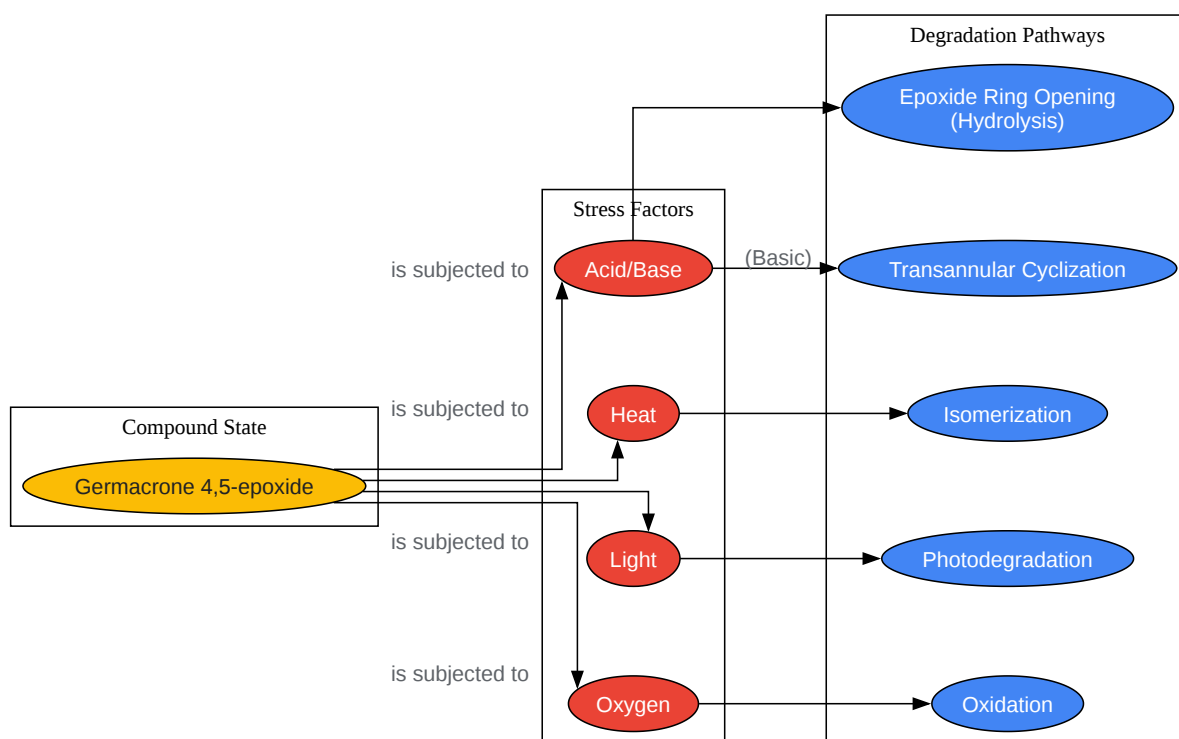 Degradation Pathways
Epoxide Ring Opening
(Hydrolysis)
Stress Factors
is subjected to
Acid/Base
(Basic)
Transannular Cyclization
is subjected to
Heat
Isomerization
Compound State
Germacrone 4,5-epoxide
is subjected to
Light
Photodegradation
is subjected to
Oxygen
Oxidation